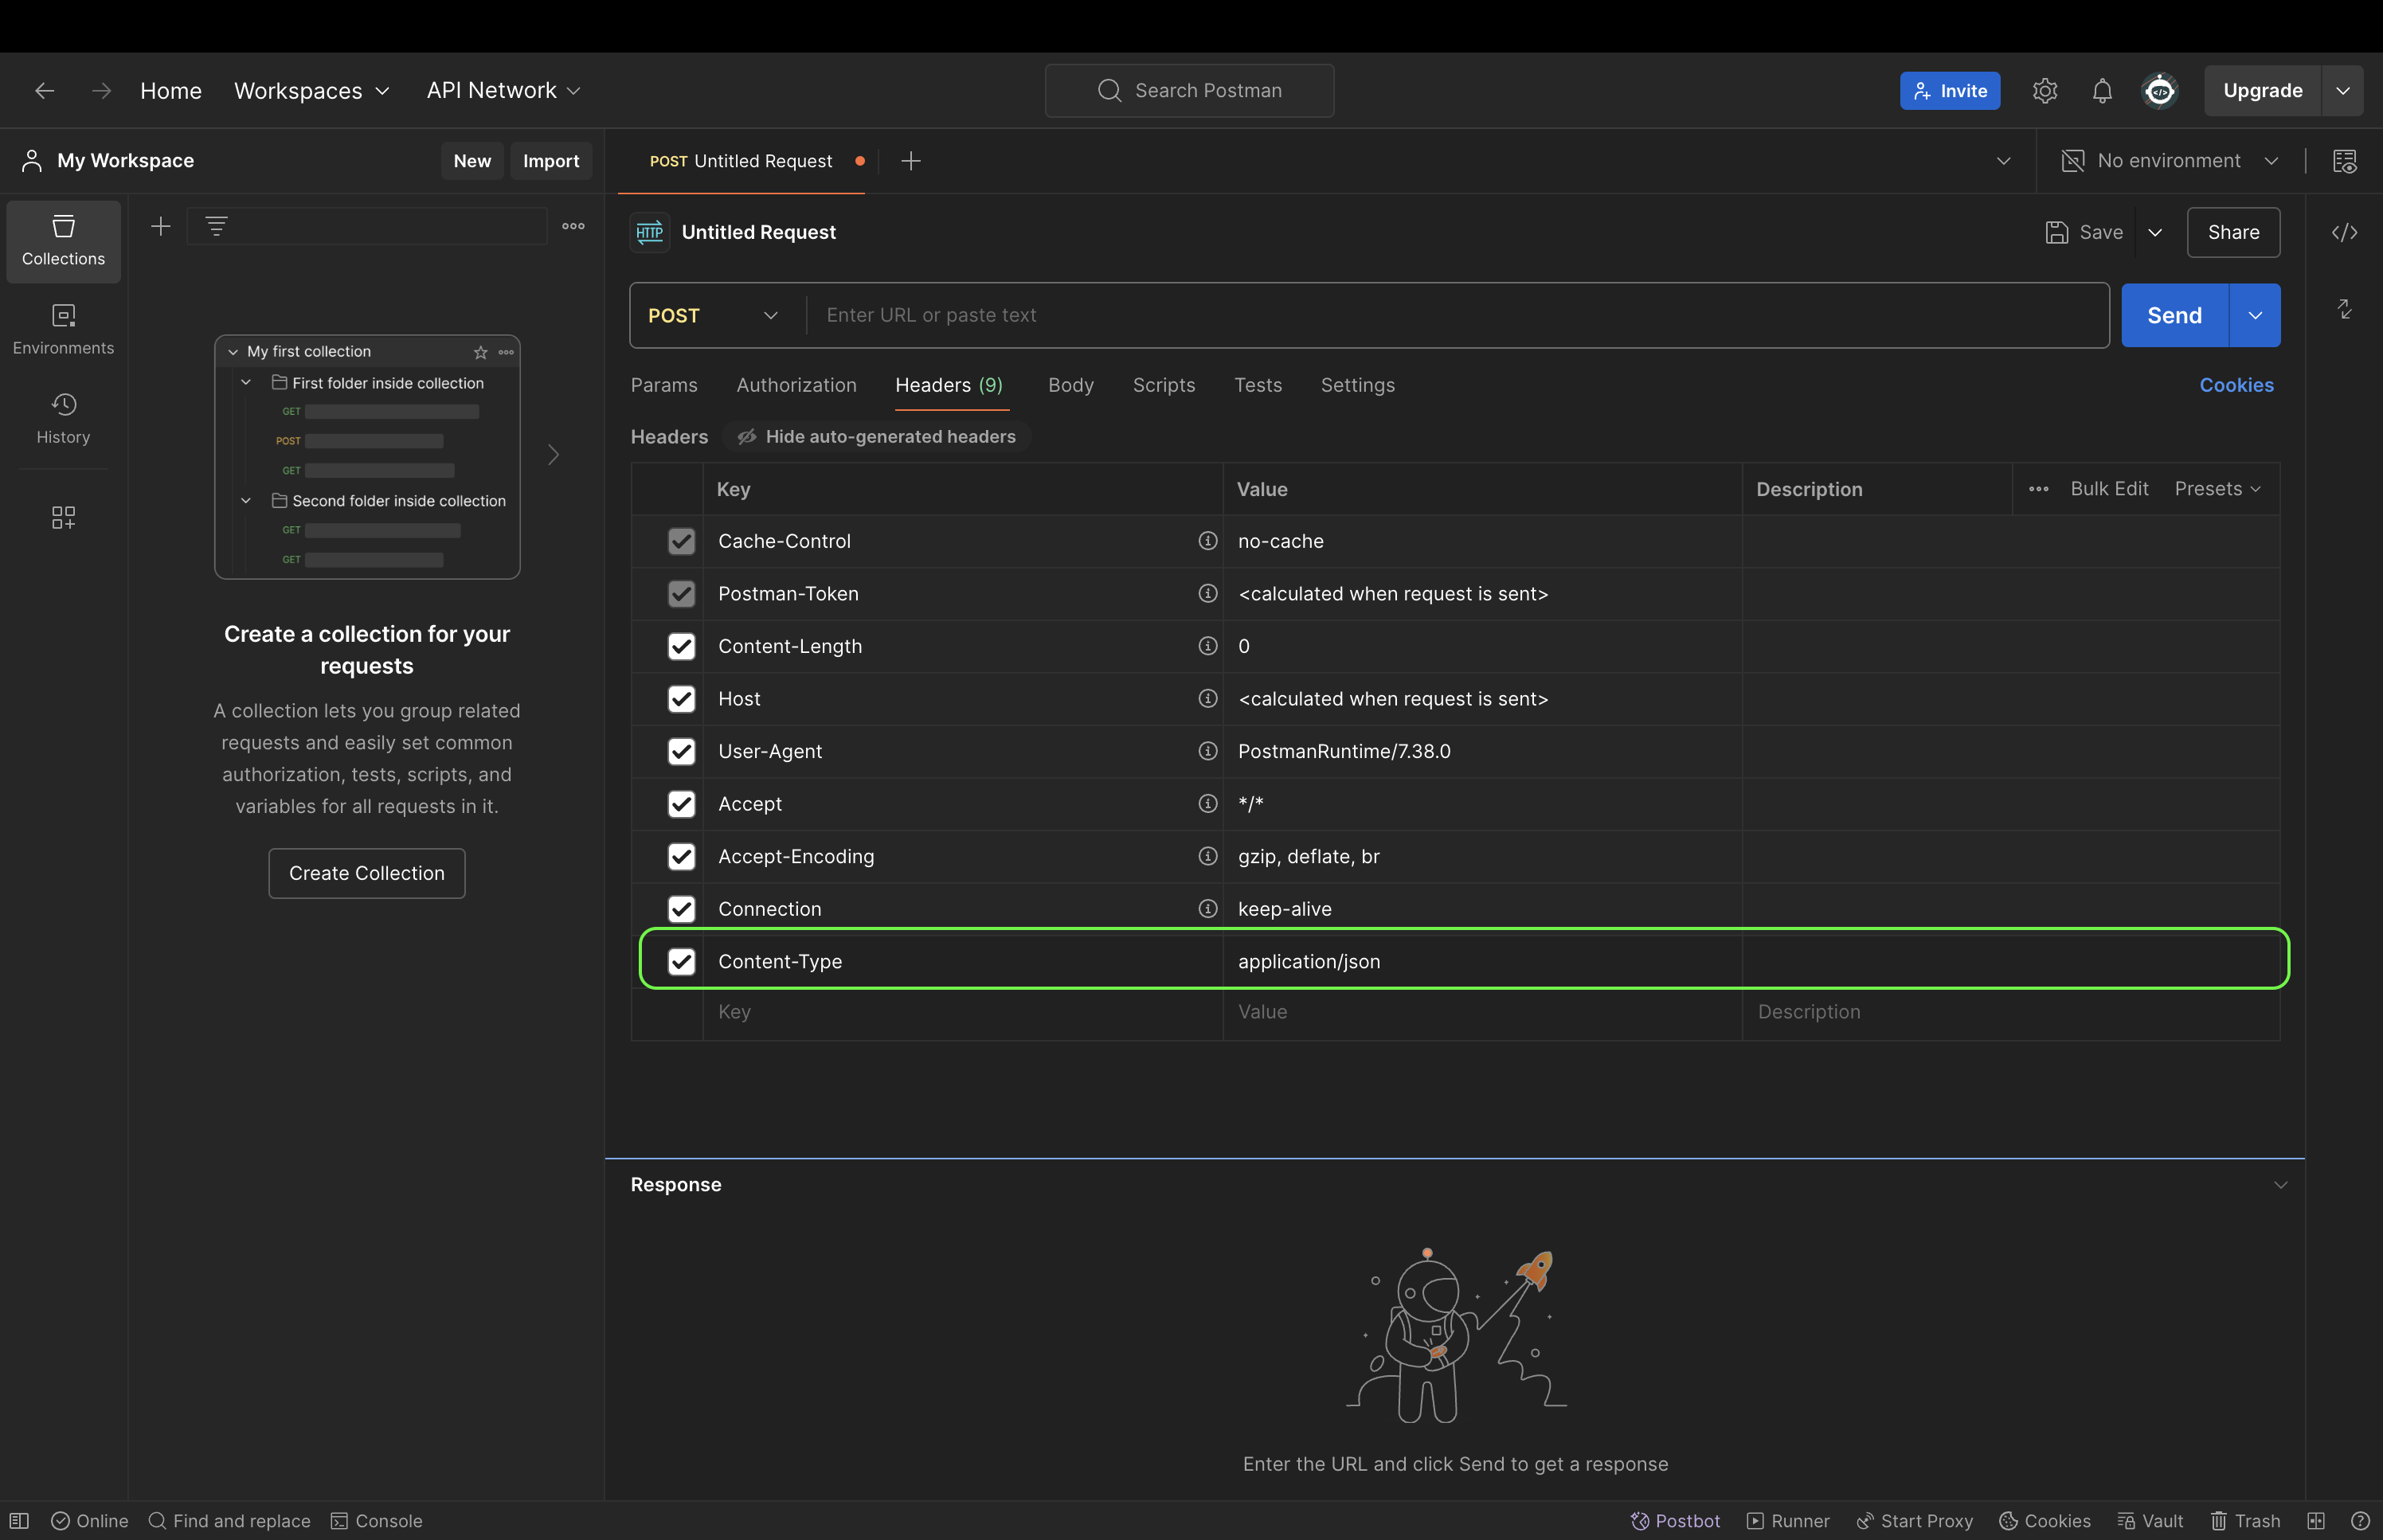 Home Workspaces API Network Search Postman Invite Upgrade
My Workspace New Import POST Untitled Request No environment
Collections
Environments
History
My first collection
First folder inside collection
GET
POST
GET
Second folder inside collection
GET
GET
Create a collection for your
requests
A collection lets you group related
requests and easily set common
authorization, tests, scripts, and
variables for all requests in it.
Create Collection
HTTP Untitled Request Save Share
POST Enter URL or paste text Send
Params Authorization Headers (9) Body Scripts Tests Settings Cookies
Headers Hide auto-generated headers
Key Value Description Bulk Edit Presets
Cache-Control no-cache
Postman-Token <calculated when request is sent>
Content-Length 0
Host <calculated when request is sent>
User-Agent PostmanRuntime/7.38.0
Accept */*
Accept-Encoding gzip, deflate, br
Connection keep-alive
Content-Type application/json
Key Value Description
Response
Enter the URL and click Send to get a response
Online Find and replace Console Postbot Runner Start Proxy Cookies Vault Trash